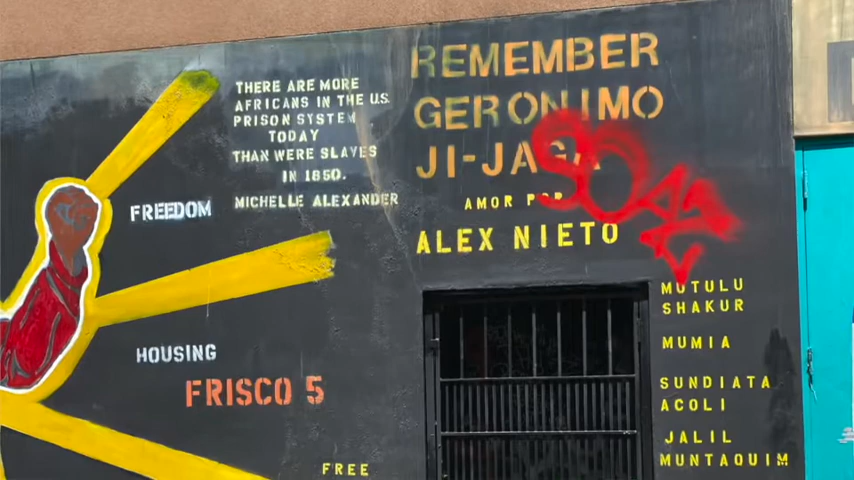 THERE ARE MORE
AFRICANS IN THE U.S.
PRISON SYSTEM
TODAY
THAN WERE SLAVES
IN 1850.
MICHELLE ALEXANDER
FREEDOM
HOUSING
FRISCO 5
FREE
REMEMBER
GERONIMO
JI-JAGA
AMOR POR
ALEX NIETO
MUTULU
SHAKUR
MUMIA
SUNDIATA
ACOLI
JALIL
MUNTAQUIM